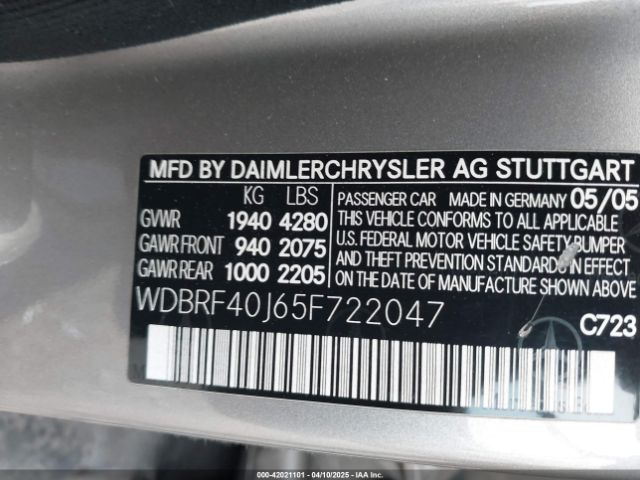 MFD BY DAIMLERCHRYSLER AG STUTTGART
KG LBS
GVWR 1940 4280
GAWR FRONT 940 2075
GAWR REAR 1000 2205
PASSENGER CAR MADE IN GERMANY 05/05
THIS VEHICLE CONFORMS TO ALL APPLICABLE
U.S. FEDERAL MOTOR VEHICLE SAFETY, BUMPER
AND THEFT PREVENTION STANDARDS IN EFFECT
ON THE DATE OF MANUFACTURE SHOWN ABOVE.
WDBRF40J65F722047
C723
000-42021101 · 04/10/2025 · IAAI.COM